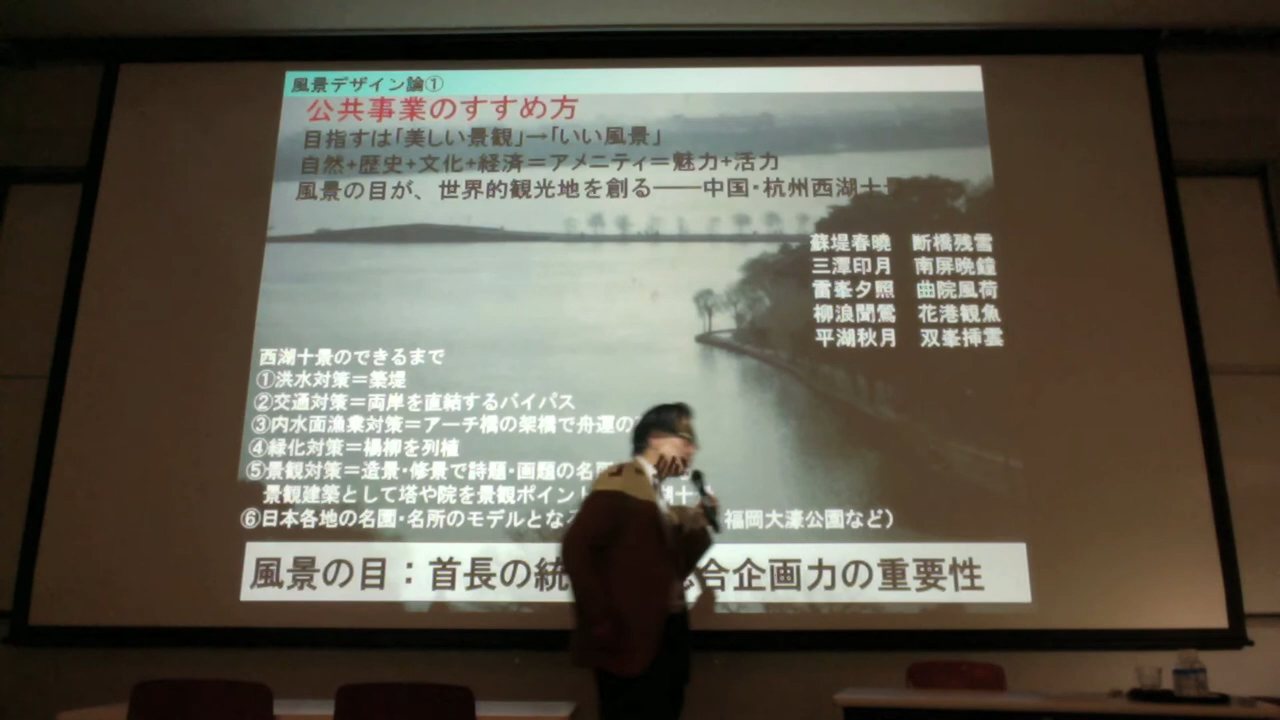 風景デザイン論①
公共事業のすすめ方
目指すは「美しい景観」→「いい風景」
自然+歴史+文化+経済＝アメニティ＝魅力+活力
風景の目が、世界的観光地を創る――中国・杭州西湖十
蘇堤春曉　断橋残雪
三潭印月　南屏晩鐘
雷峯夕照　曲院風荷
柳浪聞鶯　花港観魚
平湖秋月　双峯挿雲
西湖十景のできるまで
①洪水対策＝築堤
②交通対策＝両岸を直結するバイパス
③内水面漁業対策＝アーチ橋の架橋で舟運の
④緑化対策＝楊柳を列植
⑤景観対策＝造景・修景で詩題・画題の名所
景観建築として塔や院を景観ポイン 湖十
⑥日本各地の名園・名所のモデルとな 福岡大濠公園など）
風景の目：首長の統 合企画力の重要性